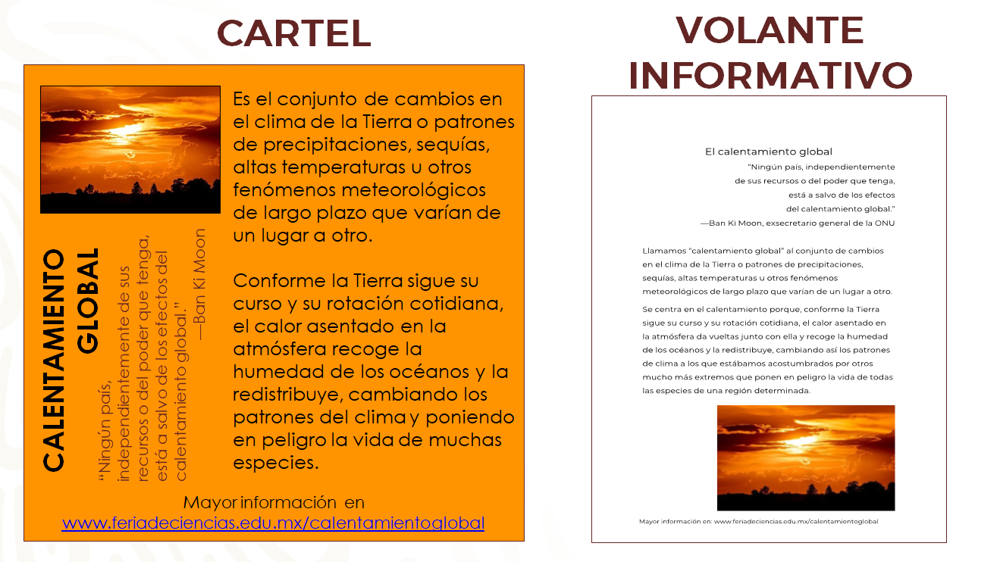 CARTEL
Es el conjunto de cambios en
el clima de la Tierra o patrones
de precipitaciones, sequías,
altas temperaturas u otros
fenómenos meteorológicos
de largo plazo que varían de
un lugar a otro.
Conforme la Tierra sigue su
curso y su rotación cotidiana,
el calor asentado en la
atmósfera recoge la
humedad de los océanos y la
redistribuye, cambiando los
patrones del clima y poniendo
en peligro la vida de muchas
especies.
CALENTAMIENTO
GLOBAL
“Ningún país,
independientemente de sus
recursos o del poder que tenga,
está a salvo de los efectos del
calentamiento global.”
—Ban Ki Moon
Mayor información en
www.feriadeciencias.edu.mx/calentamientoglobal
VOLANTE
INFORMATIVO
El calentamiento global
“Ningún país, independientemente
de sus recursos o del poder que tenga,
está a salvo de los efectos
del calentamiento global.”
—Ban Ki Moon, exsecretario general de la ONU
Llamamos “calentamiento global” al conjunto de cambios
en el clima de la Tierra o patrones de precipitaciones,
sequías, altas temperaturas u otros fenómenos
meteorológicos de largo plazo que varían de un lugar a otro.
Se centra en el calentamiento porque, conforme la Tierra
sigue su curso y su rotación cotidiana, el calor asentado en
la atmósfera da vueltas junto con ella y recoge la humedad
de los océanos y la redistribuye, cambiando así los patrones
de clima a los que estábamos acostumbrados por otros
mucho más extremos que ponen en peligro la vida de todas
las especies de una región determinada.
Mayor información en: www.feriadeciencias.edu.mx/calentamientoglobal